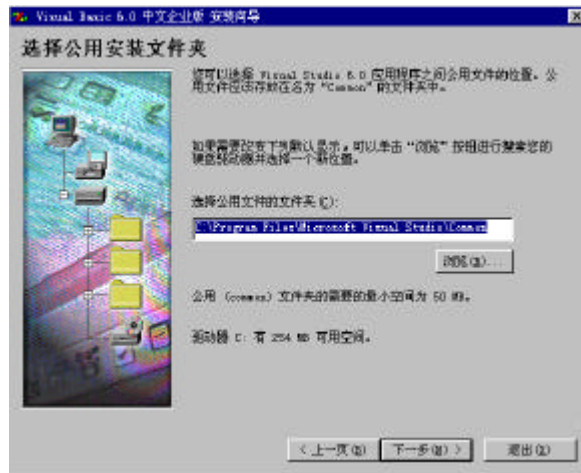 Visual Basic 6.0 中文企业版 安装向导
选择公用安装文件夹
您可以选择 Visual Studio 6.0 应用程序之间公用文件的位置。公
用文件应该存放在名为 "Common" 的文件夹中。
如果需要改变下列默认显示，可以单击 "浏览" 按钮进行搜索您的
硬盘驱动器并选择一个新位置。
选择公用文件的文件夹(C):
C:\Program Files\Microsoft Visual Studio\Common
浏览(R)...
公用 (common) 文件夹的需要的最小空间为 50 MB。
驱动器 C: 有 254 MB 可用空间。
< 上一页(B) 下一步(N) > 退出(X)